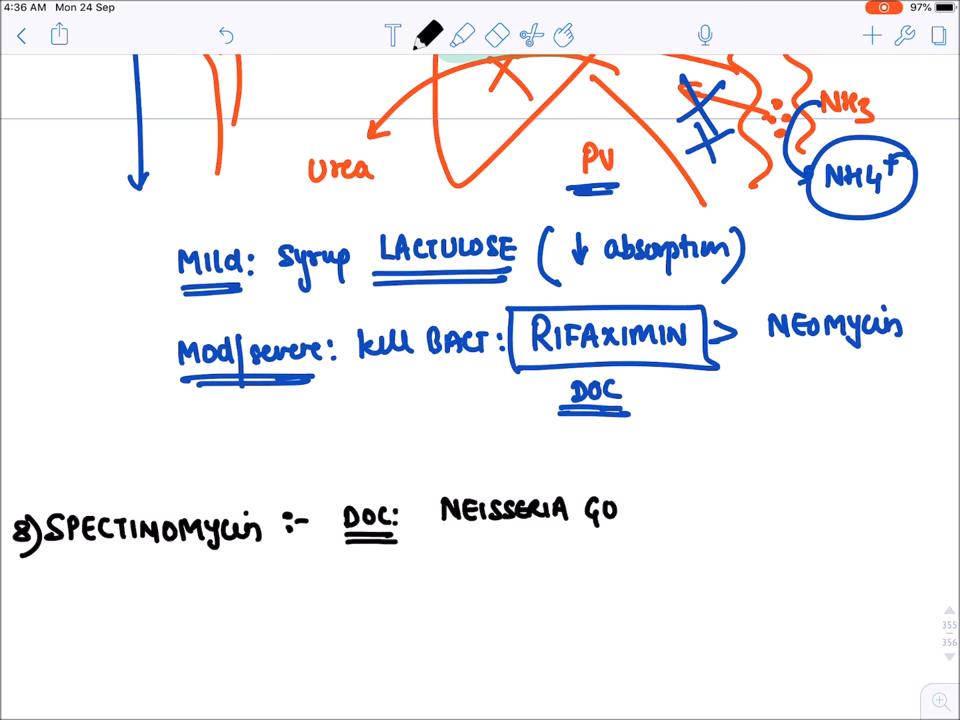 4:36 AM Mon 24 Sep 97%
T
NH3
Urea
PV
NH4+
Mild: Syrup LACTULOSE (↓ absorption)
Mod/severe: kill BACT: RIFAXIMIN > NEOMYcin
DOC
8) SPECTINOMYcin :- DOC: NEISSERIA GO
355
356